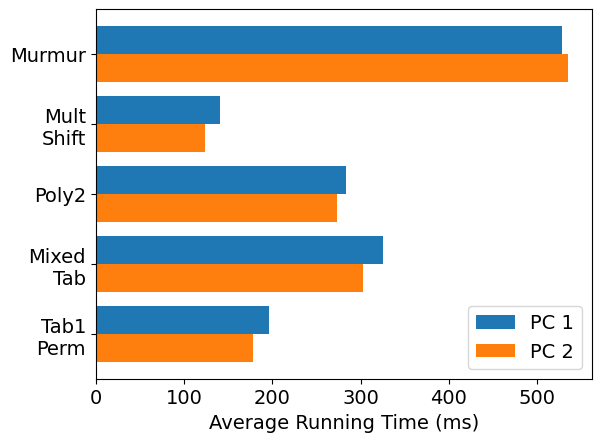 Murmur
Mult
Shift
Poly2
Mixed
Tab
Tab1
Perm
PC 1
PC 2
0 100 200 300 400 500
Average Running Time (ms)